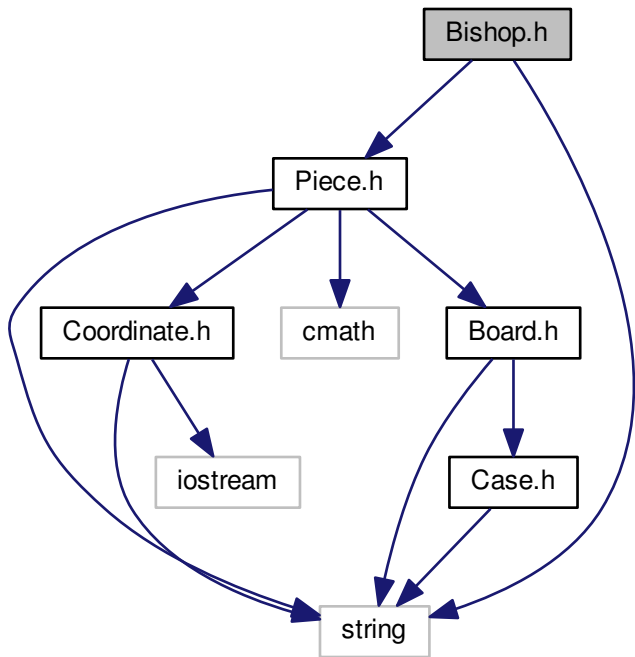 Bishop.h
Piece.h
Coordinate.h
cmath
Board.h
iostream
Case.h
string